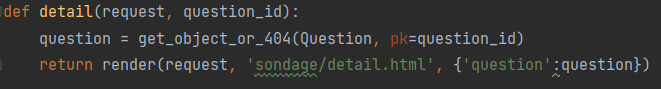 def detail(request, question_id):
    question = get_object_or_404(Question, pk=question_id)
    return render(request, 'sondage/detail.html', {'question':question})